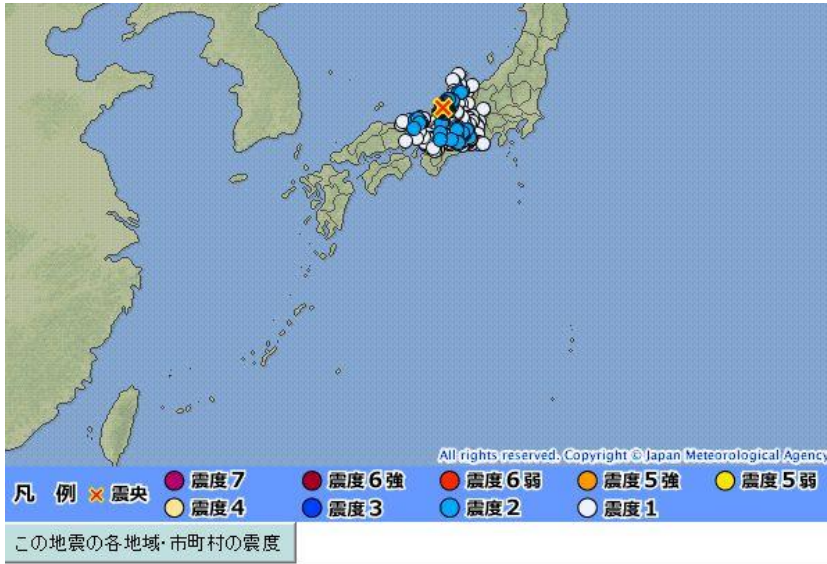 All rights reserved. Copyright © Japan Meteorological Agency
凡 例 震央 震度7 震度6強 震度6弱 震度5強 震度5弱
震度4 震度3 震度2 震度1
この地震の各地域・市町村の震度